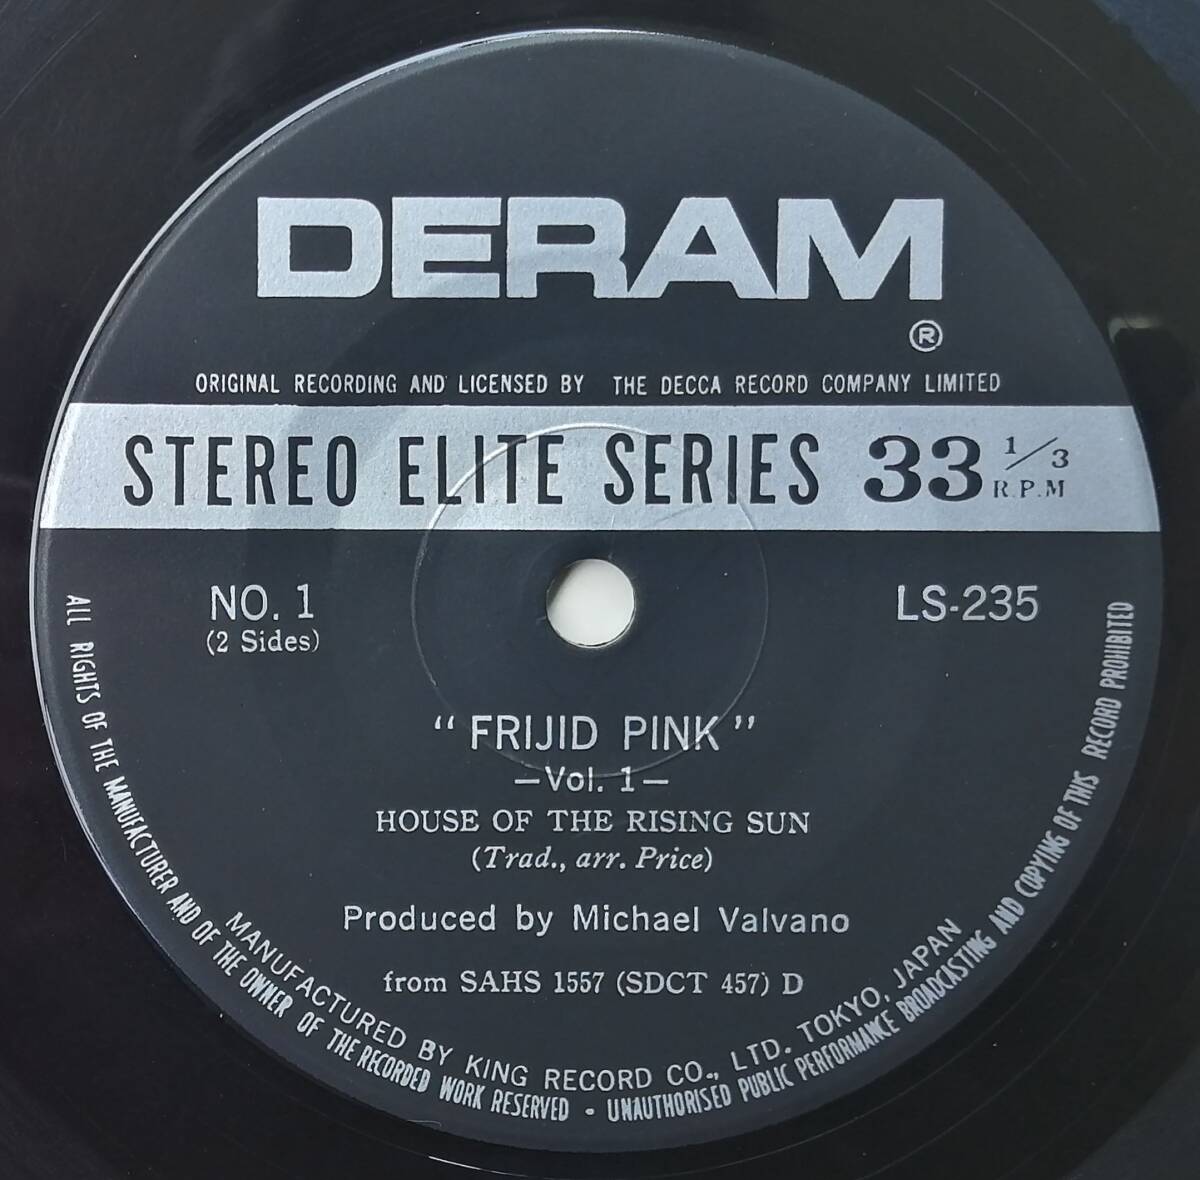 DERAM
®
ORIGINAL RECORDING AND LICENSED BY THE DECCA RECORD COMPANY LIMITED
STEREO ELITE SERIES 33 1/3 R.P.M
NO. 1
(2 Sides)
LS-235
"FRIJID PINK"
—Vol. 1—
HOUSE OF THE RISING SUN
(Trad., arr. Price)
Produced by Michael Valvano
from SAHS 1557 (SDCT 457) D
MANUFACTURED BY KING RECORD CO., LTD. TOKYO, JAPAN
ALL RIGHTS OF THE MANUFACTURER AND OF THE OWNER OF THE RECORDED WORK RESERVED - UNAUTHORISED PUBLIC PERFORMANCE BROADCASTING AND COPYING OF THIS RECORD PROHIBITED